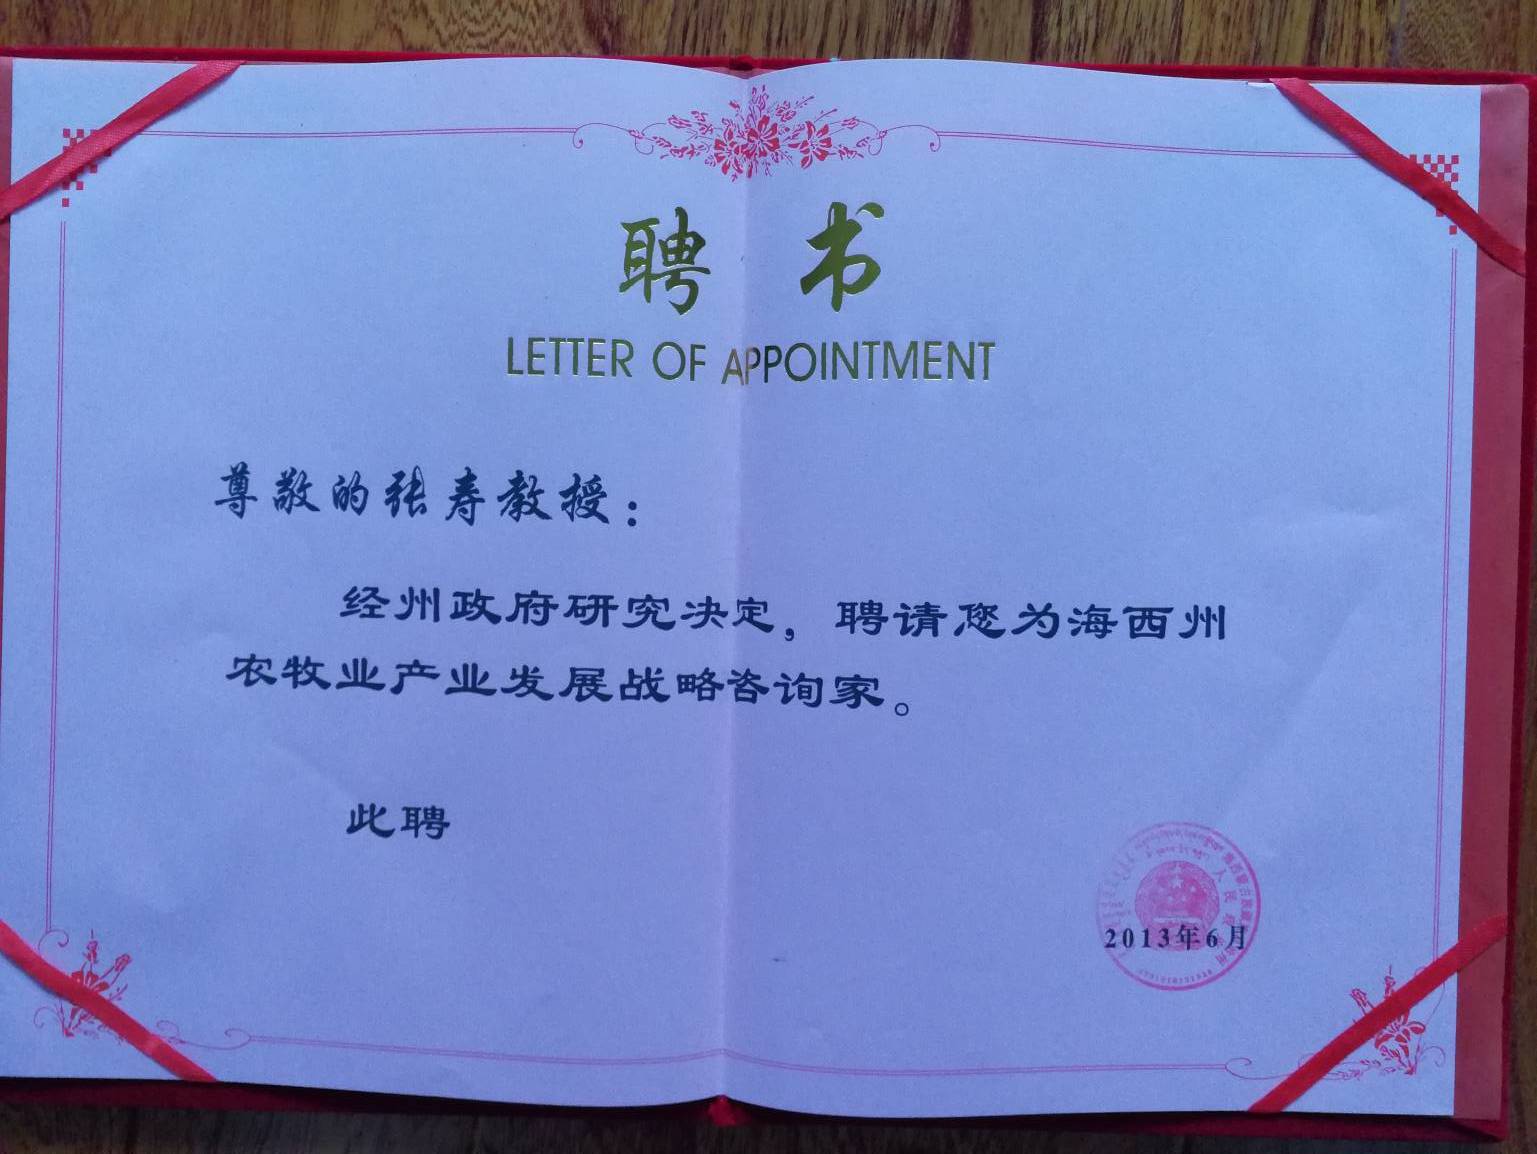 聘书
LETTER OF APPOINTMENT
尊敬的张寿教授：
经州政府研究决定，聘请您为海西州
农牧业产业发展战略咨询家。
此聘
2013年6月